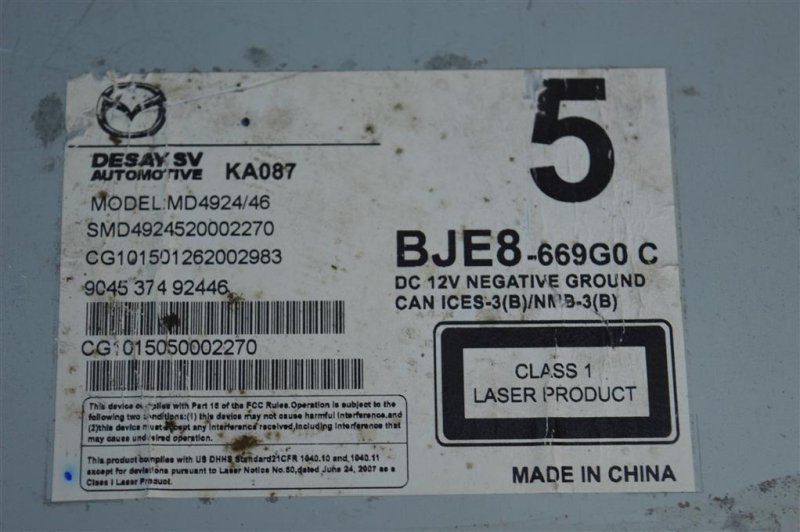 5
DESAY SV
AUTOMOTIVE KA087
MODEL:MD4924/46
SMD4924520002270
CG101501262002983
9045 374 92446
CG1015050002270
BJE8-669G0 C
DC 12V NEGATIVE GROUND
CAN ICES-3(B)/NMB-3(B)
CLASS 1
LASER PRODUCT
This device complies with Part 15 of the FCC Rules.Operation is subject to the
following two conditions:(1) this device may not cause harmful interference,and
(2)this device must accept any interference received,including interference that
may cause undesired operation.
This product complies with US DHHS Standard21CFR 1040.10 and, 1040.11
except for deviations pursuant to Laser Notice No.50,dated June 24, 2007 as a
Class I Laser Product.
MADE IN CHINA